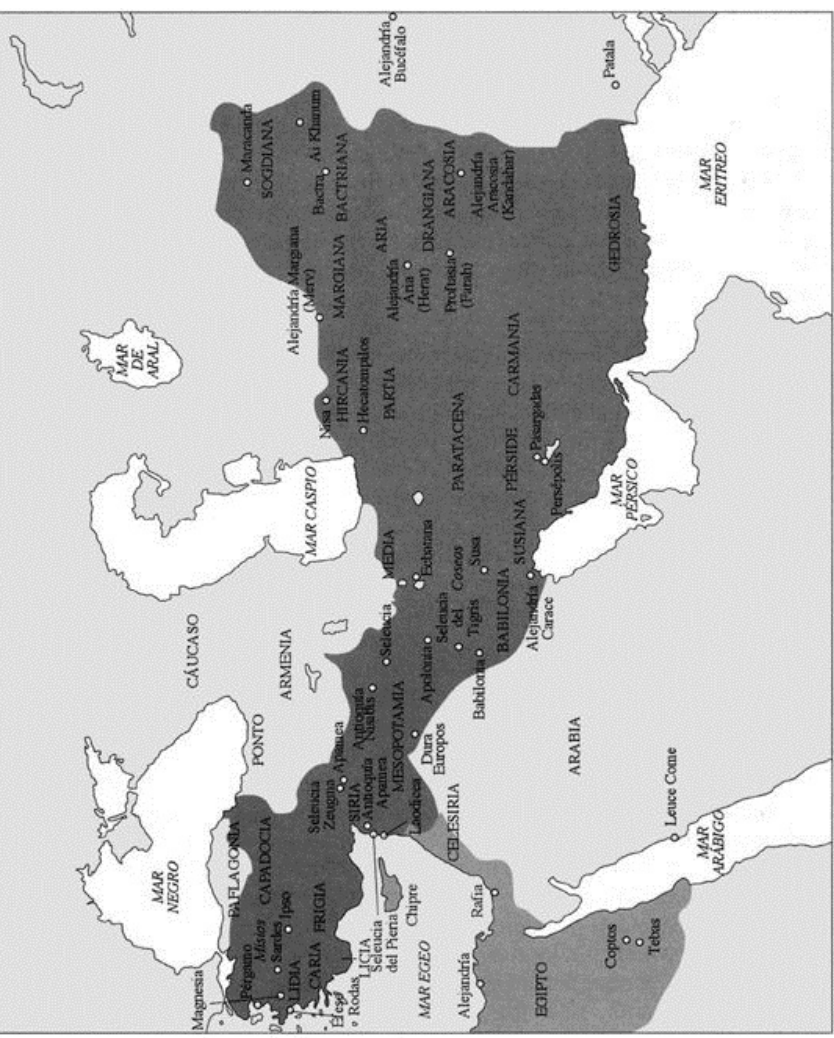 MAR
DE
ARAL
MAR CASPIO
CÁUCASO
ARMENIA
PONTO
MAR
NEGRO
PAFLAGONIA
CAPADOCIA
Misios
Ipso
Magnesia
Pérgamo
Sardes
LIDIA
FRIGIA
CARIA
LICIA
Éfeso
Rodas
Seleucia
del Pieria
Chipre
MAR EGEO
Seleucia
Zeugma
Apamea
SIRIA
Antioquía
Apamea
Laodicea
Antioquía
Nisibis
MESOPOTAMIA
Dura
Europos
CELESIRIA
Rafia
Alejandría
EGIPTO
Coptos
Tebas
Leuce Come
MAR
ARÁBIGO
ARABIA
Seleucia
Apolonia
Seleucia
del
Tigris
Babilonia
BABILONIA
Alejandría
Carace
MEDIA
Ecbatana
Coseos
Susa
SUSIANA
PARATACENA
PÉRSIDE
Pasargadas
Persépolis
MAR
PÉRSICO
CARMANIA
Nisa
HIRCANIA
Hecatompilos
PARTIA
Alejandría Margiana
(Merv)
MARGIANA
ARIA
Alejandría
Aria
(Herat)
DRANGIANA
Proftasia
(Farah)
ARACOSIA
Alejandría
Aracosia
(Kandahar)
GEDROSIA
Maracanda
SOGDIANA
Ai Khanum
Bactra
BACTRIANA
Alejandría
Bucéfalo
Patala
MAR
ERITREO